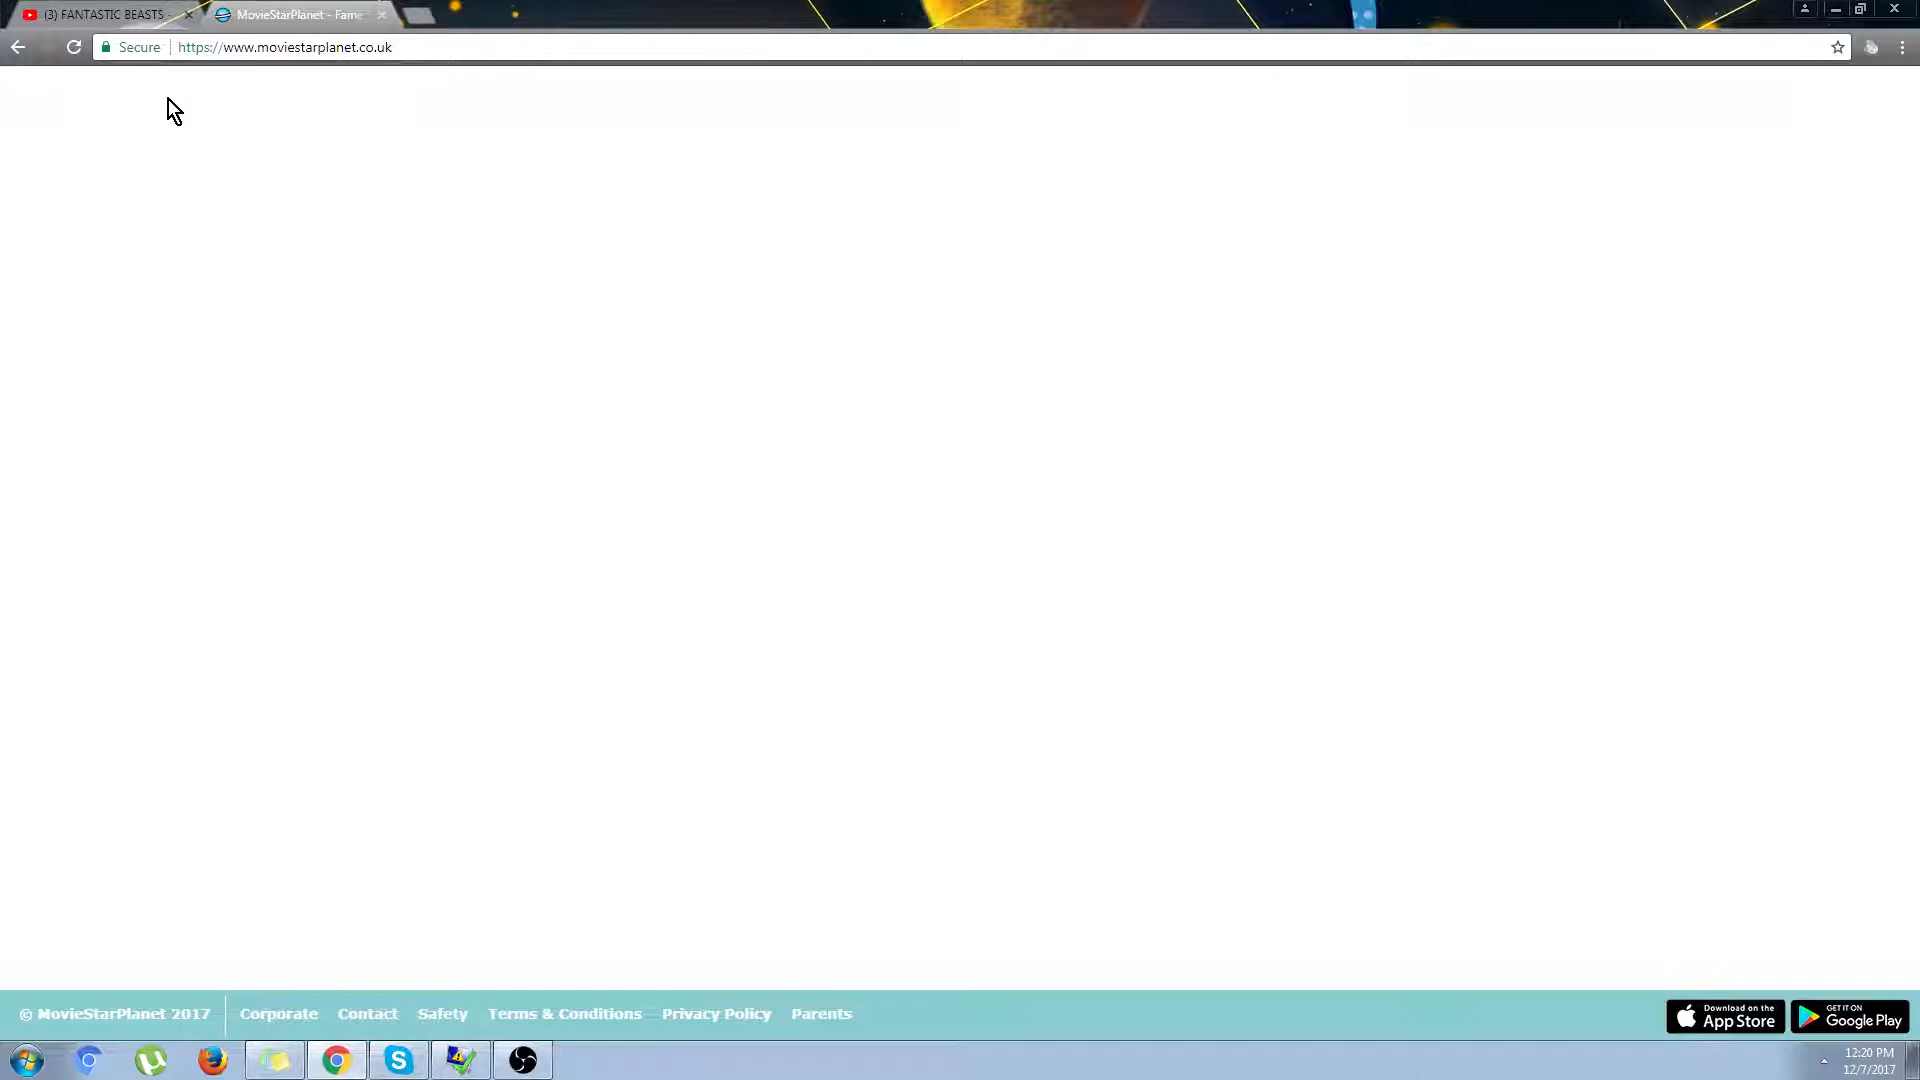 (3) FANTASTIC BEASTS -
MovieStarPlanet - Fame
Secure
https://www.moviestarplanet.co.uk
© MovieStarPlanet 2017
Corporate
Contact
Safety
Terms & Conditions
Privacy Policy
Parents
Download on the
App Store
GET IT ON
Google Play
12:20 PM
12/7/2017